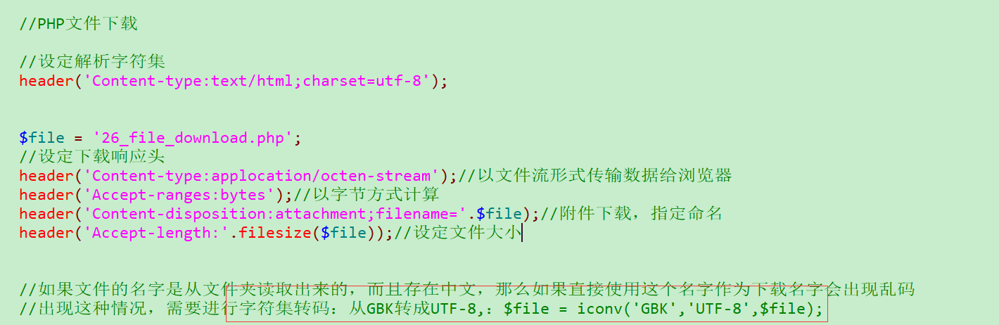 //PHP文件下载
//设定解析字符集
header('Content-type:text/html;charset=utf-8');
$file = '26_file_download.php';
//设定下载响应头
header('Content-type:applocation/octen-stream');//以文件流形式传输数据给浏览器
header('Accept-ranges:bytes');//以字节方式计算
header('Content-disposition:attachment;filename='.$file);//附件下载，指定命名
header('Accept-length:'.filesize($file));//设定文件大小
//如果文件的名字是从文件夹读取出来的，而且存在中文，那么如果直接使用这个名字作为下载名字会出现乱码
//出现这种情况，需要进行字符集转码：从GBK转成UTF-8,：$file = iconv('GBK','UTF-8',$file);